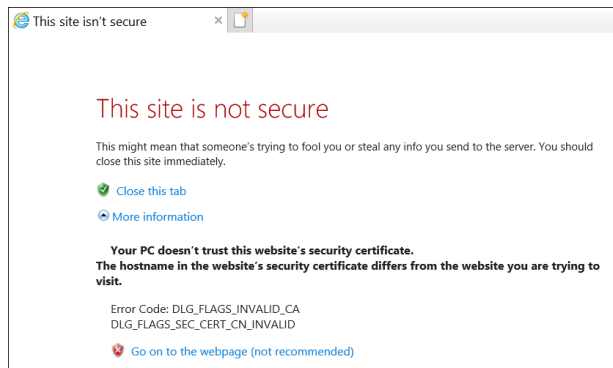 This site isn't secure
This site is not secure
This might mean that someone's trying to fool you or steal any info you send to the server. You should
close this site immediately.
Close this tab
More information
Your PC doesn't trust this website's security certificate.
The hostname in the website's security certificate differs from the website you are trying to
visit.
Error Code: DLG_FLAGS_INVALID_CA
DLG_FLAGS_SEC_CERT_CN_INVALID
Go on to the webpage (not recommended)